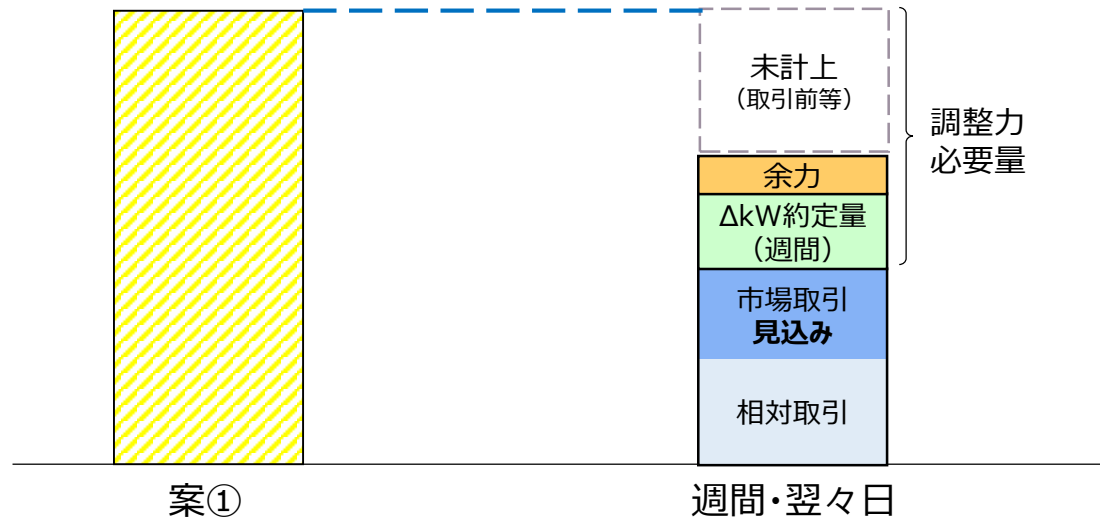 未計上
（取引前等）
余力
ΔkW約定量
（週間）
市場取引
見込み
相対取引
調整力
必要量
案①
週間・翌々日